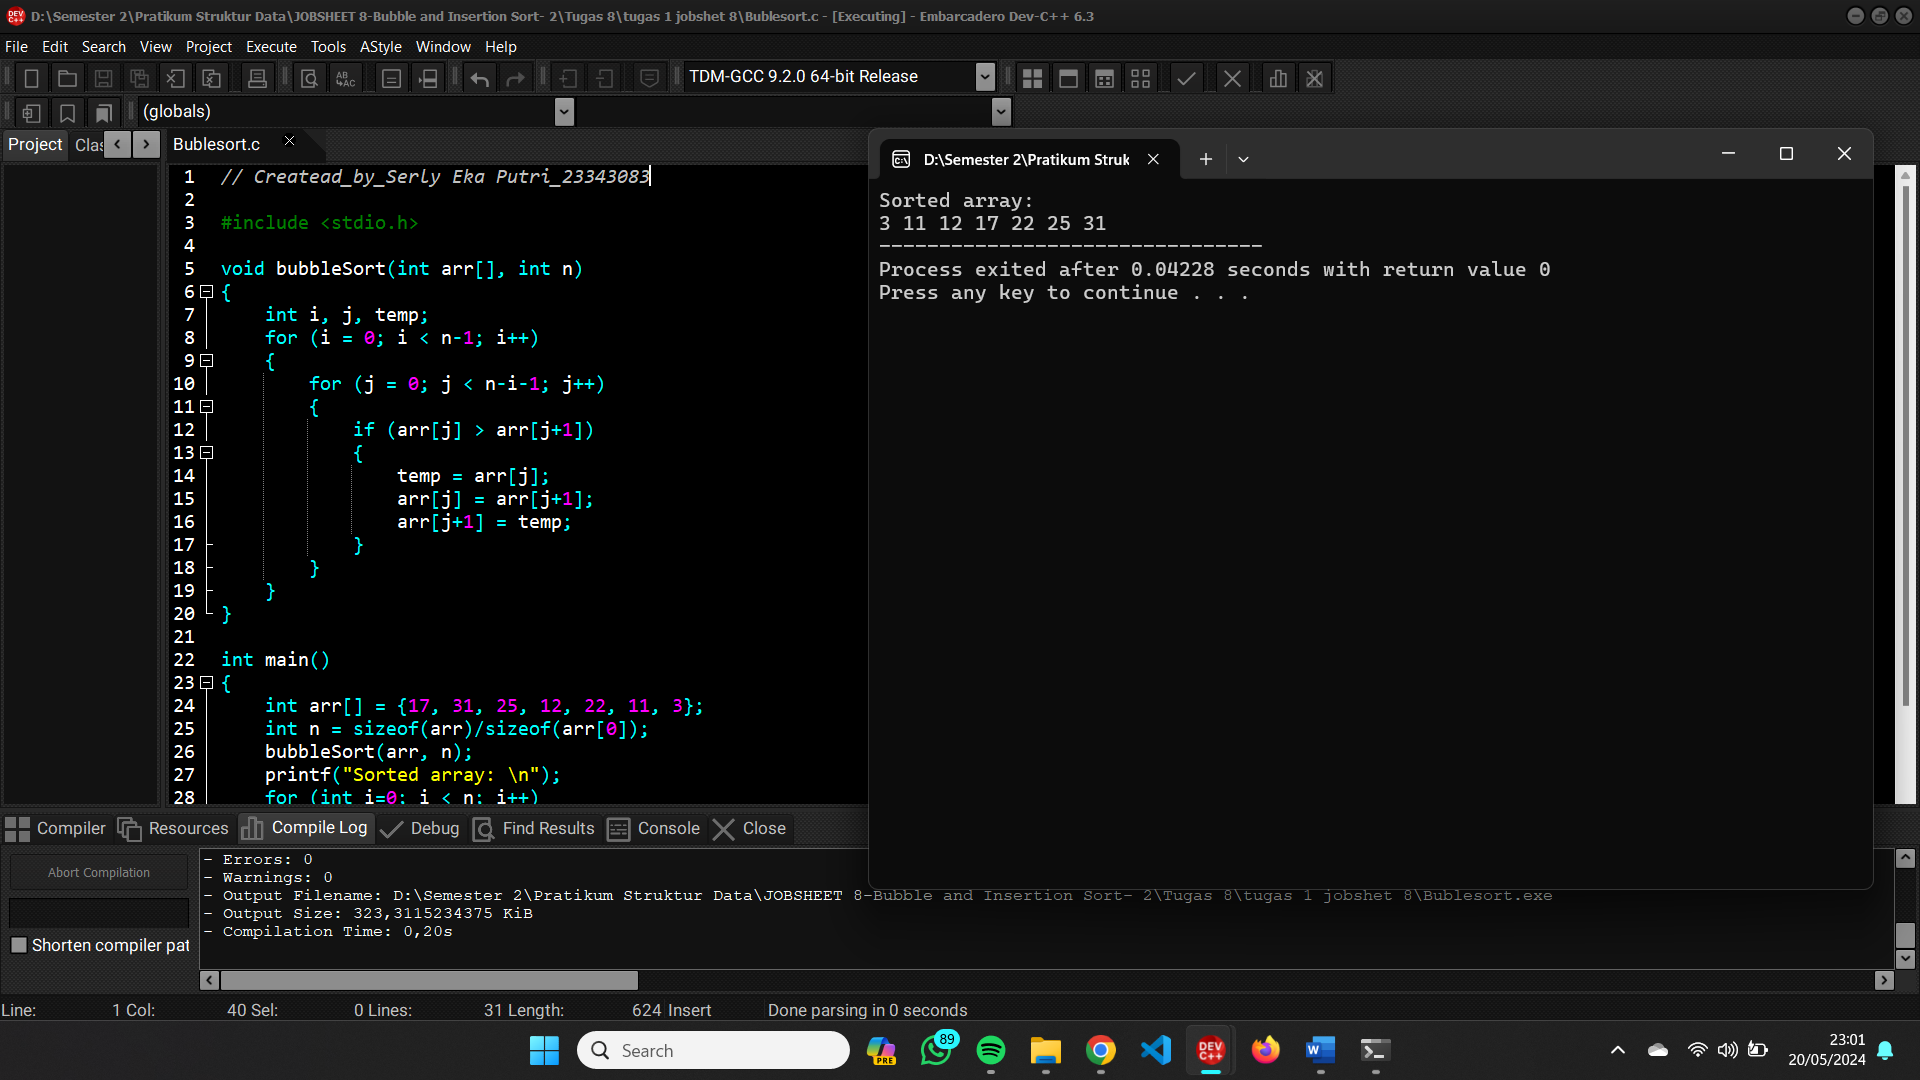 D:\Semester 2\Pratikum Struktur Data\JOBSHEET 8-Bubble and Insertion Sort- 2\Tugas 8\tugas 1 jobshet 8\Bublesort.c - [Executing] - Embarcadero Dev-C++ 6.3
File Edit Search View Project Execute Tools AStyle Window Help
TDM-GCC 9.2.0 64-bit Release
(globals)
Project Clas
Bublesort.c
1 // Createad_by_Serly Eka Putri_23343083
2
3 #include <stdio.h>
4
5 void bubbleSort(int arr[], int n)
6 {
7     int i, j, temp;
8     for (i = 0; i < n-1; i++)
9     {
10         for (j = 0; j < n-i-1; j++)
11         {
12             if (arr[j] > arr[j+1])
13             {
14                 temp = arr[j];
15                 arr[j] = arr[j+1];
16                 arr[j+1] = temp;
17             }
18         }
19     }
20 }
21
22 int main()
23 {
24     int arr[] = {17, 31, 25, 12, 22, 11, 3};
25     int n = sizeof(arr)/sizeof(arr[0]);
26     bubbleSort(arr, n);
27     printf("Sorted array: \n");
28     for (int i=0; i < n; i++)
D:\Semester 2\Pratikum Struk
Sorted array:
3 11 12 17 22 25 31
--------------------------------
Process exited after 0.04228 seconds with return value 0
Press any key to continue . . .
Compiler Resources Compile Log Debug Find Results Console Close
Abort Compilation
Shorten compiler pat
- Errors: 0
- Warnings: 0
- Output Filename: D:\Semester 2\Pratikum Struktur Data\JOBSHEET 8-Bubble and Insertion Sort- 2\Tugas 8\tugas 1 jobshet 8\Bublesort.exe
- Output Size: 323,3115234375 KiB
- Compilation Time: 0,20s
Line: 1 Col: 40 Sel: 0 Lines: 31 Length: 624 Insert Done parsing in 0 seconds
Search
PRE
89
DEV C++
23:01
20/05/2024